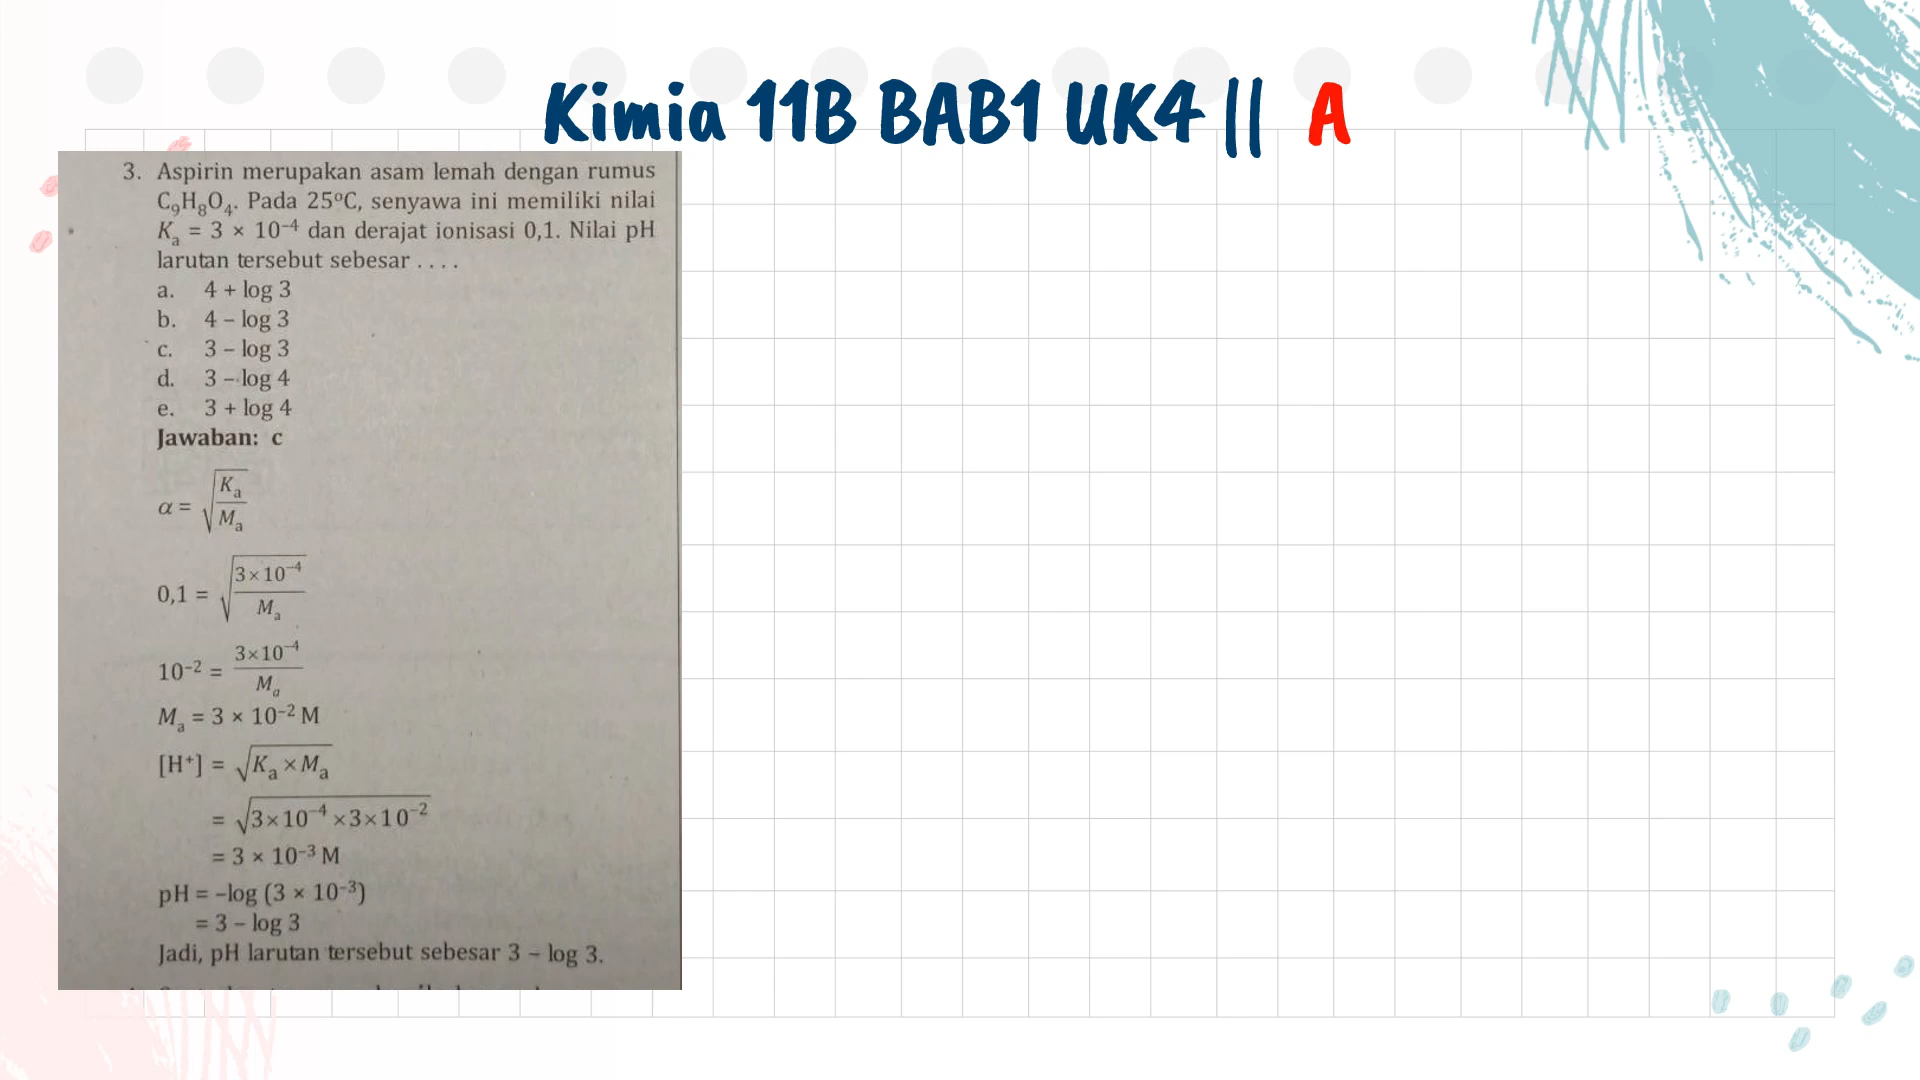 Kimia 11B BAB1 UK4 || A
3. Aspirin merupakan asam lemah dengan rumus
C₉H₈O₄. Pada 25°C, senyawa ini memiliki nilai
Kₐ = 3 × 10⁻⁴ dan derajat ionisasi 0,1. Nilai pH
larutan tersebut sebesar . . . .
a. 4 + log 3
b. 4 – log 3
c. 3 – log 3
d. 3 – log 4
e. 3 + log 4
Jawaban: c
α = √(Kₐ/Mₐ)
0,1 = √(3×10⁻⁴/Mₐ)
10⁻² = 3×10⁻⁴/Mₐ
Mₐ = 3 × 10⁻² M
[H⁺] = √(Kₐ × Mₐ)
= √(3×10⁻⁴ ×3×10⁻²)
= 3 × 10⁻³ M
pH = –log (3 × 10⁻³)
= 3 – log 3
Jadi, pH larutan tersebut sebesar 3 – log 3.